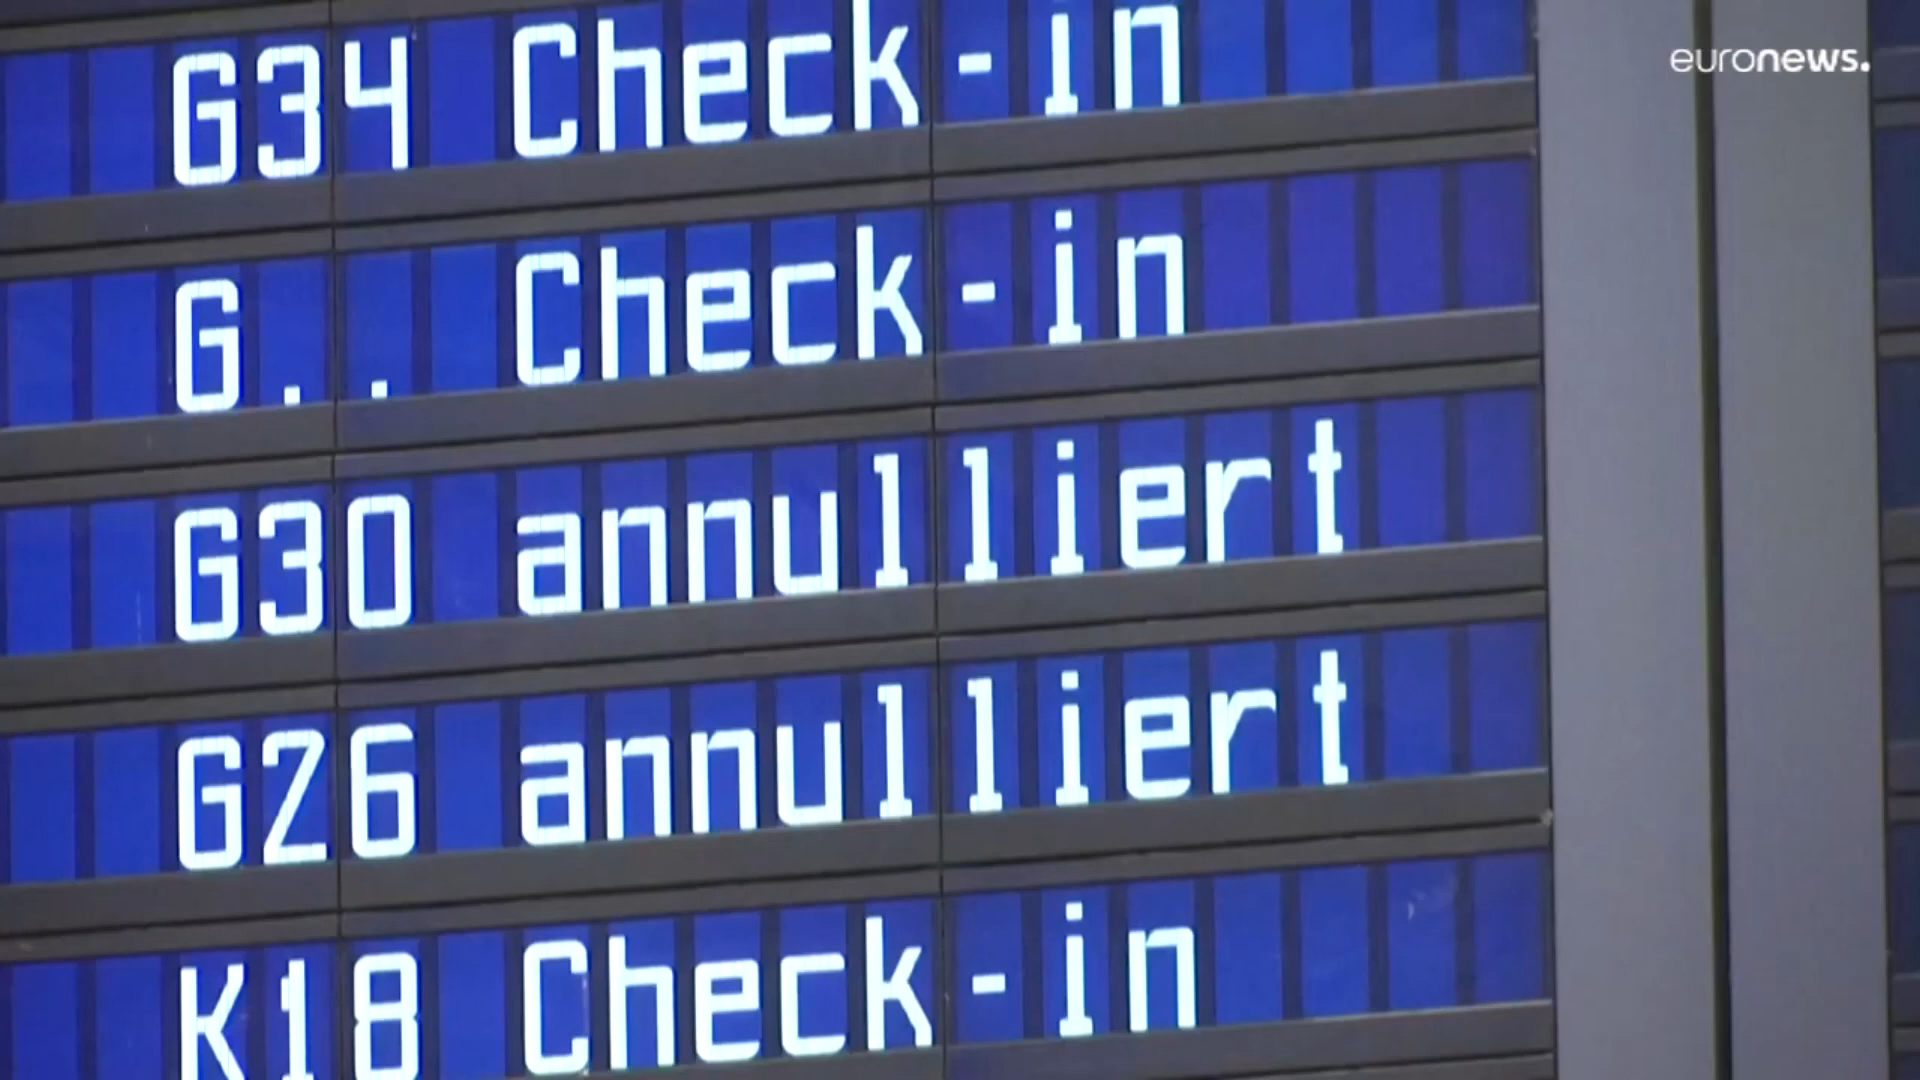 euronews.
G34 Check-in
G.. Check-in
G30 annulliert
G26 annulliert
K18 Check-in